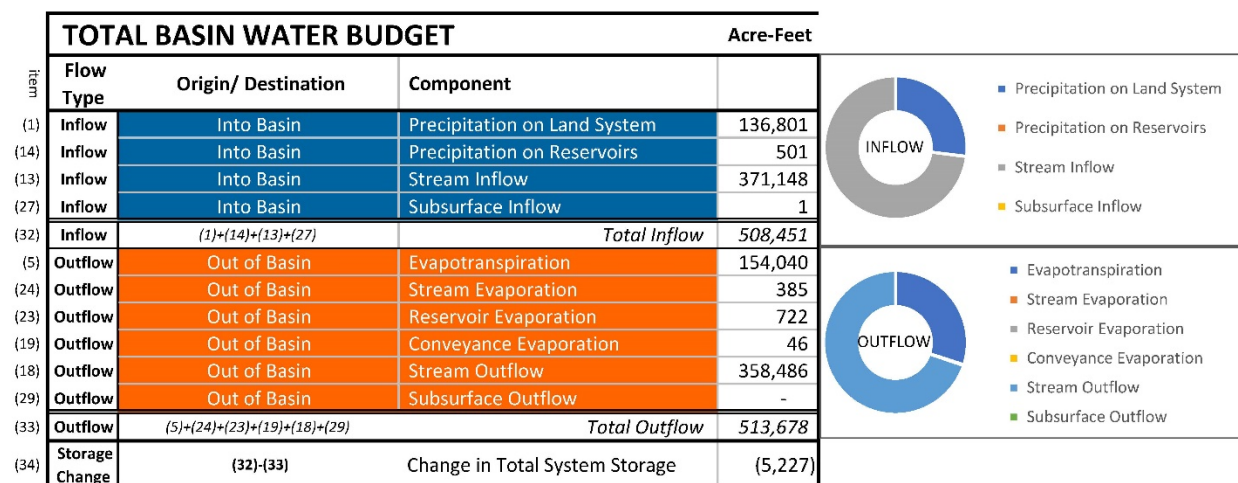 TOTAL BASIN WATER BUDGET Acre-Feet
item Flow Type Origin/ Destination Component
(1) Inflow Into Basin Precipitation on Land System 136,801
(14) Inflow Into Basin Precipitation on Reservoirs 501
(13) Inflow Into Basin Stream Inflow 371,148
(27) Inflow Into Basin Subsurface Inflow 1
(32) Inflow (1)+(14)+(13)+(27) Total Inflow 508,451
(5) Outflow Out of Basin Evapotranspiration 154,040
(24) Outflow Out of Basin Stream Evaporation 385
(23) Outflow Out of Basin Reservoir Evaporation 722
(19) Outflow Out of Basin Conveyance Evaporation 46
(18) Outflow Out of Basin Stream Outflow 358,486
(29) Outflow Out of Basin Subsurface Outflow -
(33) Outflow (5)+(24)+(23)+(19)+(18)+(29) Total Outflow 513,678
(34) Storage Change (32)-(33) Change in Total System Storage (5,227)
INFLOW
Precipitation on Land System
Precipitation on Reservoirs
Stream Inflow
Subsurface Inflow
OUTFLOW
Evapotranspiration
Stream Evaporation
Reservoir Evaporation
Conveyance Evaporation
Stream Outflow
Subsurface Outflow